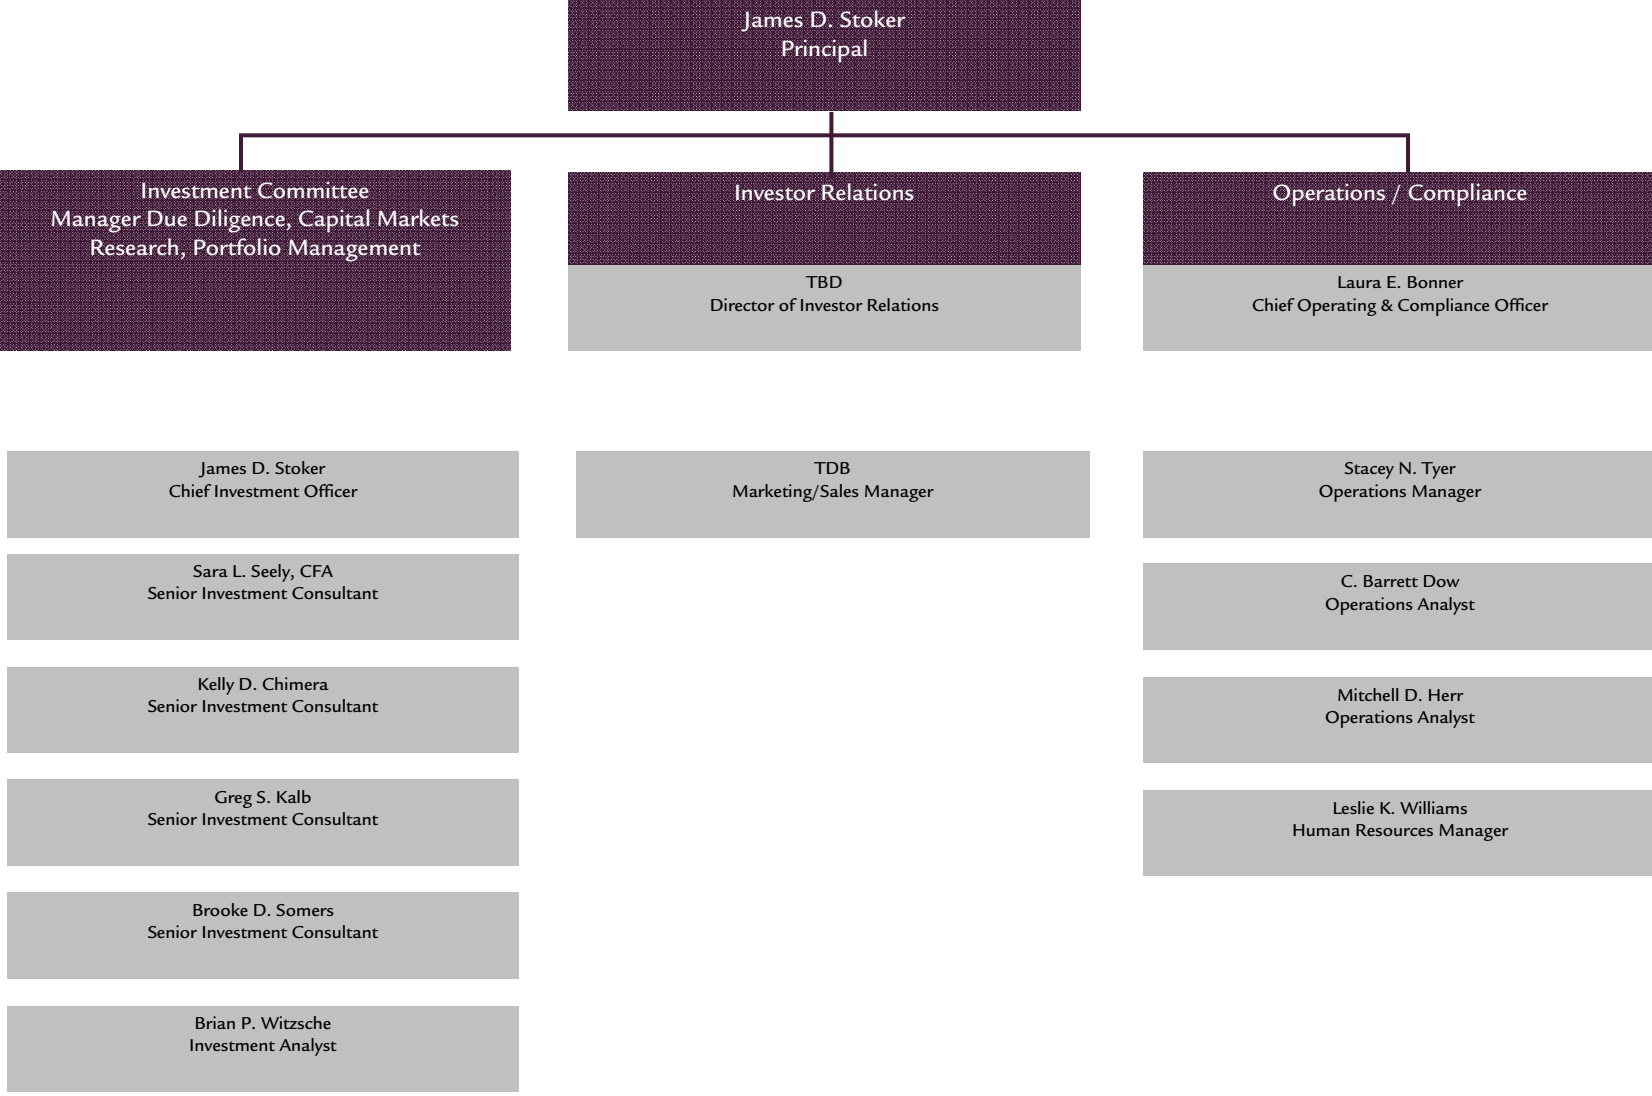 James D. Stoker
Principal
Investment Committee
Manager Due Diligence, Capital Markets
Research, Portfolio Management
Investor Relations
TBD
Director of Investor Relations
Operations / Compliance
Laura E. Bonner
Chief Operating & Compliance Officer
James D. Stoker
Chief Investment Officer
Sara L. Seely, CFA
Senior Investment Consultant
Kelly D. Chimera
Senior Investment Consultant
Greg S. Kalb
Senior Investment Consultant
Brooke D. Somers
Senior Investment Consultant
Brian P. Witzsche
Investment Analyst
TDB
Marketing/Sales Manager
Stacey N. Tyer
Operations Manager
C. Barrett Dow
Operations Analyst
Mitchell D. Herr
Operations Analyst
Leslie K. Williams
Human Resources Manager